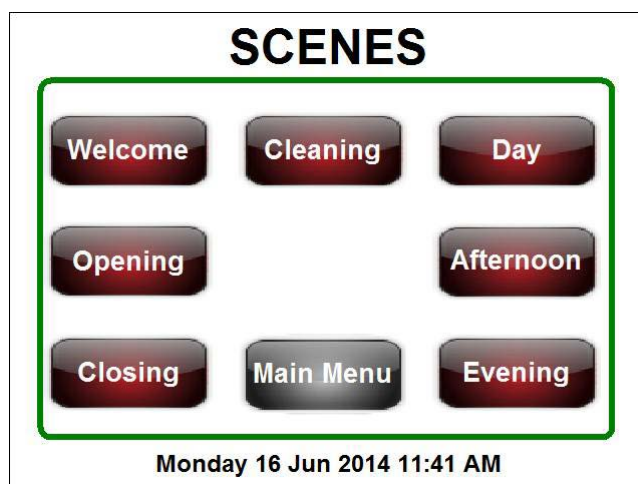 SCENES
Welcome
Cleaning
Day
Opening
Afternoon
Closing
Main Menu
Evening
Monday 16 Jun 2014 11:41 AM